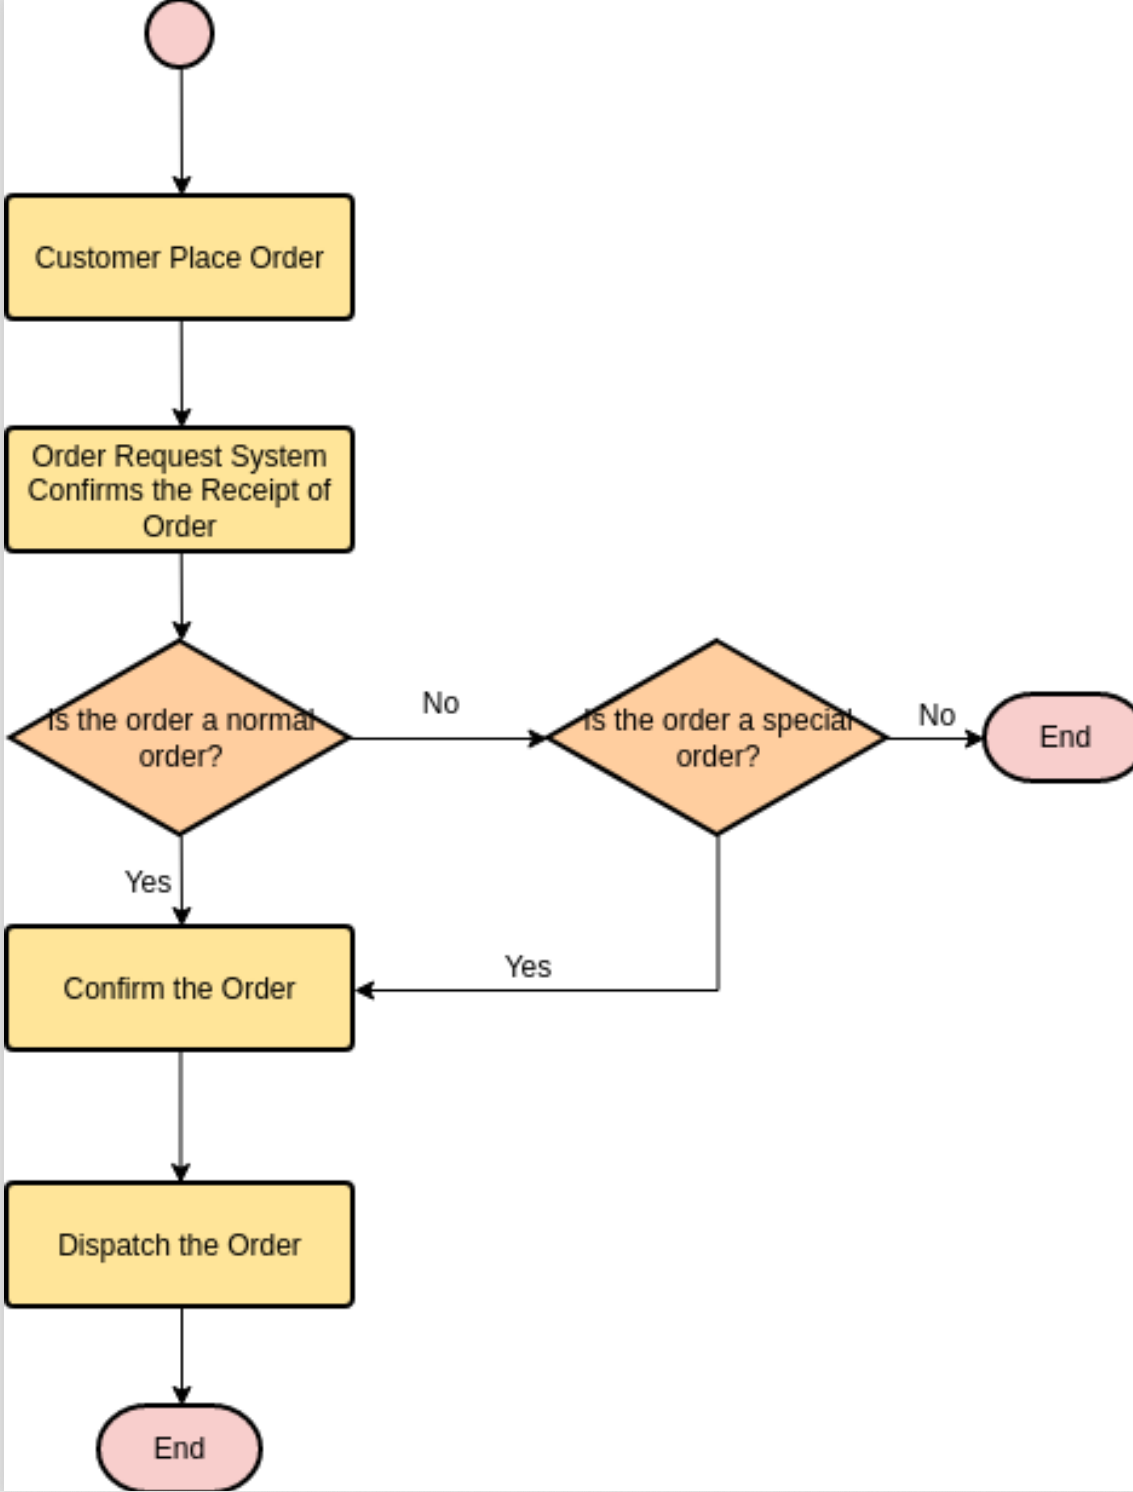 Customer Place Order
Order Request System
Confirms the Receipt of
Order
Is the order a normal
order?
No
Is the order a special
order?
No
End
Yes
Confirm the Order
Yes
Dispatch the Order
End